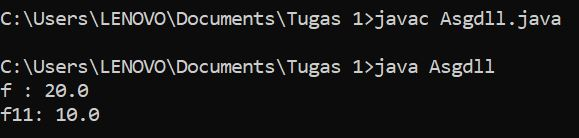 C:\Users\LENOVO\Documents\Tugas 1>javac Asgdll.java
C:\Users\LENOVO\Documents\Tugas 1>java Asgdll
f : 20.0
f11: 10.0